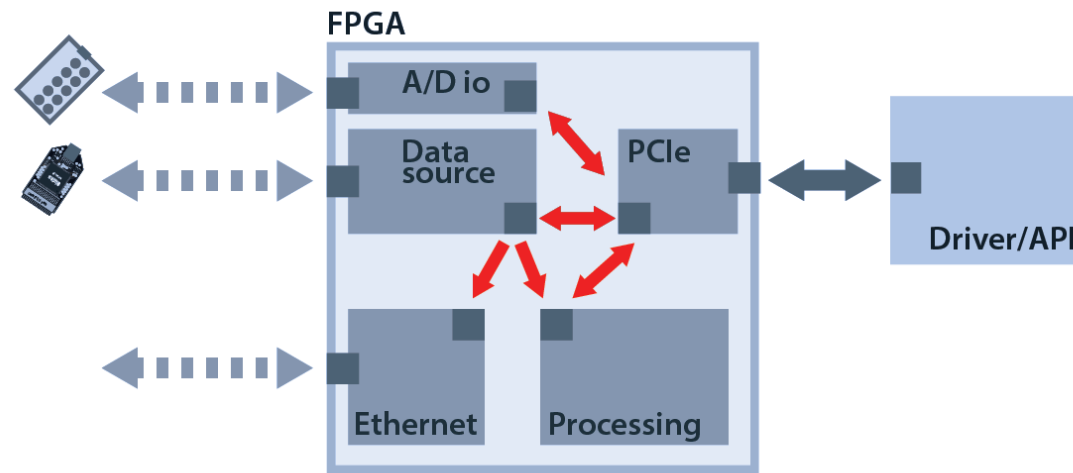 FPGA
A/D io
Data
source
PCIe
Driver/API
Ethernet
Processing